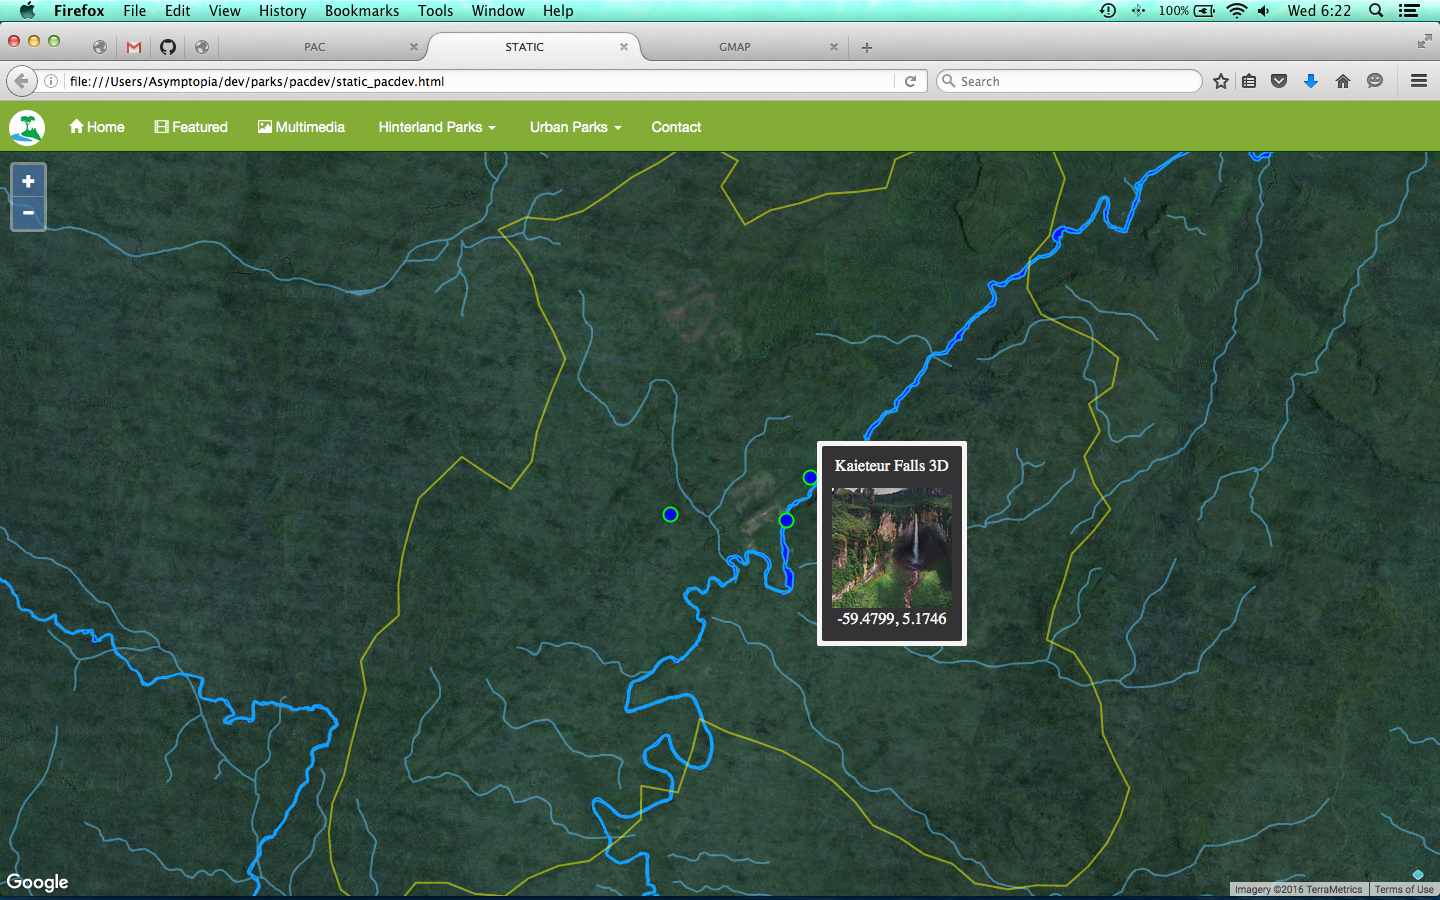 Firefox File Edit View History Bookmarks Tools Window Help 100% Wed 6:22
PAC STATIC GMAP
file:///Users/Asymptopia/dev/parks/pacdev/static_pacdev.html Search
Home Featured Multimedia Hinterland Parks Urban Parks Contact
+
−
Kaieteur Falls 3D
-59.4799, 5.1746
Google
Imagery ©2016 TerraMetrics Terms of Use